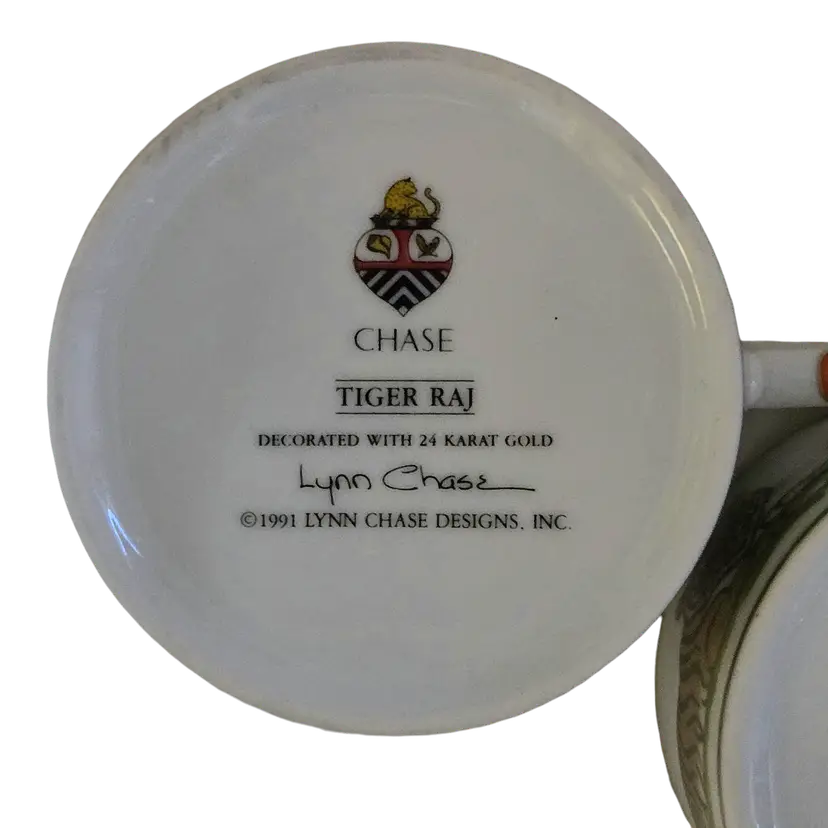 CHASE
TIGER RAJ
DECORATED WITH 24 KARAT GOLD
Lynn Chase
©1991 LYNN CHASE DESIGNS, INC.